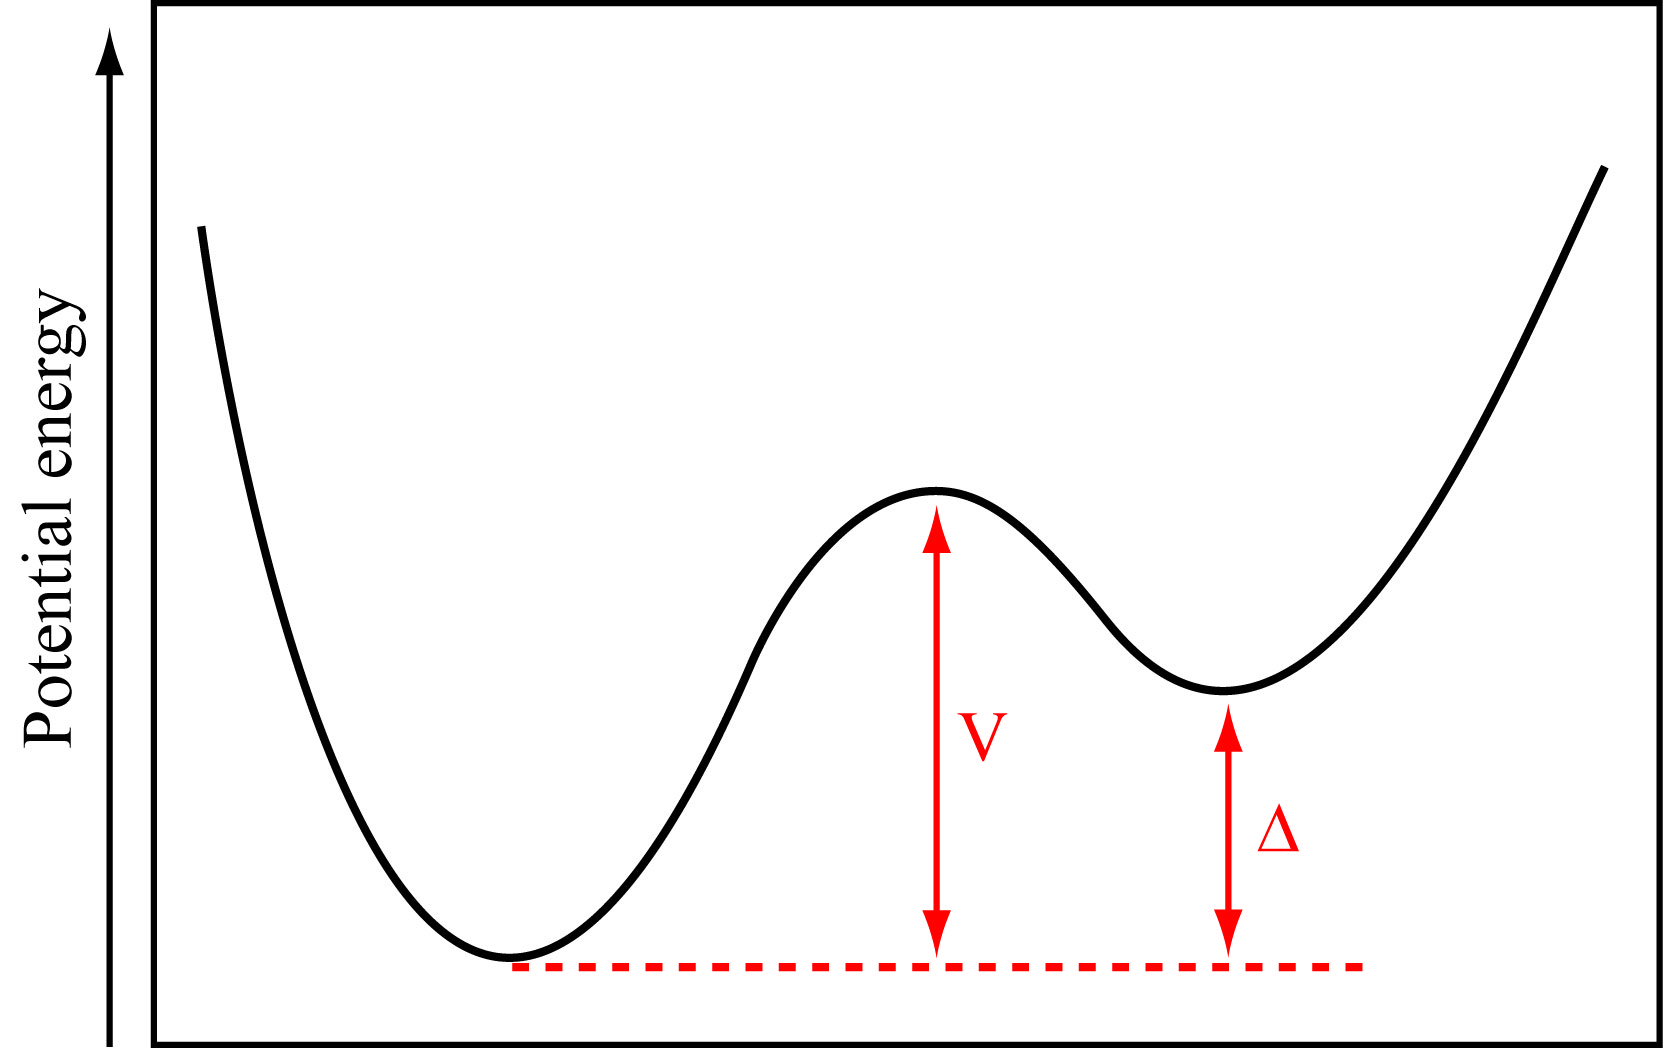 Potential energy
V
Δ